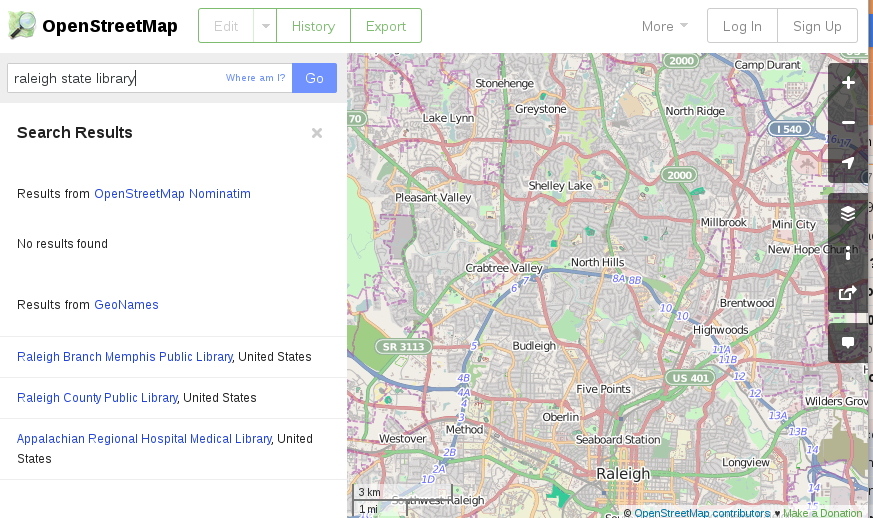 OpenStreetMap
Edit
History
Export
More
Log In
Sign Up
raleigh state library
Where am I?
Go
Search Results
Results from OpenStreetMap Nominatim
No results found
Results from GeoNames
Raleigh Branch Memphis Public Library, United States
Raleigh County Public Library, United States
Appalachian Regional Hospital Medical Library, United
States
2000
Camp Durant
Stonehenge
Greystone
North Ridge
Lake Lynn
70
I 540
Shelley Lake
2000
Pleasant Valley
Millbrook
Mini City
New Hope Church
North Hills
Crabtree Valley
6
7
8A
8B
Brentwood
5
Highwoods
SR 3113
Budleigh
11A
11B
4B
4A
4
3
US 401
12
Five Points
Oberlin
13A
13B
Wilders Grov
Method
Westover
Seaboard Station
2B
1D
2A
Longview
14
Raleigh
14
3 km
1 mi
Southwest Raleigh
© OpenStreetMap contributors ♥ Make a Donation